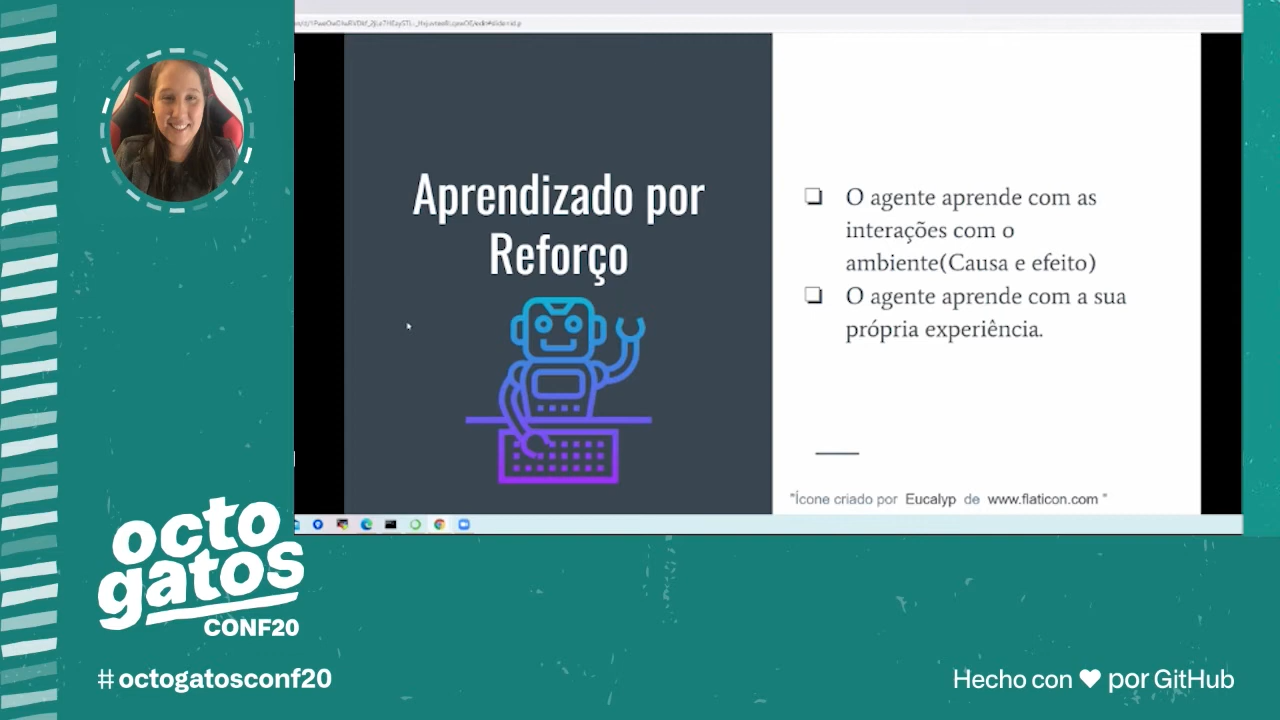 Aprendizado por
Reforço
❏ O agente aprende com as
interações com o
ambiente(Causa e efeito)
❏ O agente aprende com a sua
própria experiência.
"Ícone criado por Eucalyp de www.flaticon.com "
octo
gatos
CONF20
#octogatosconf20
Hecho con ♥ por GitHub